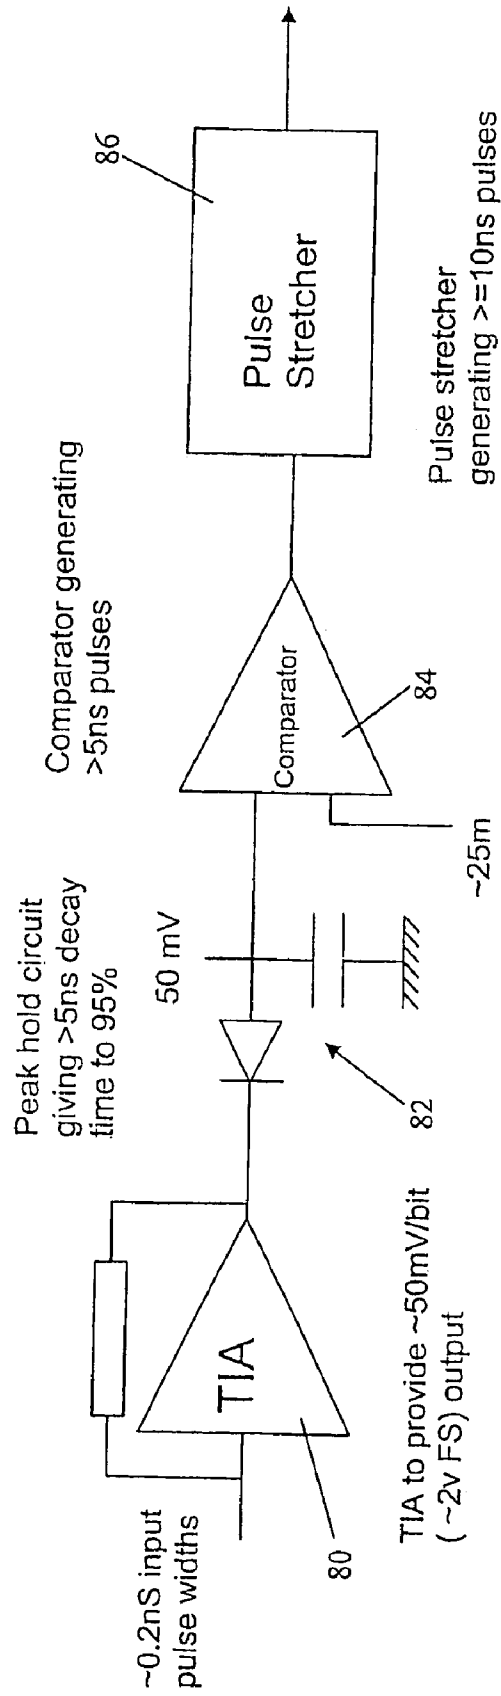 ~0.2nS input
pulse widths
TIA
80
TIA to provide ~50mV/bit
( ~2v FS) output
Peak hold circuit
giving >5ns decay
time to 95%
50 mV
82
Comparator generating
>5ns pulses
Comparator
84
~25m
Pulse
Stretcher
86
Pulse stretcher
generating >=10ns pulses